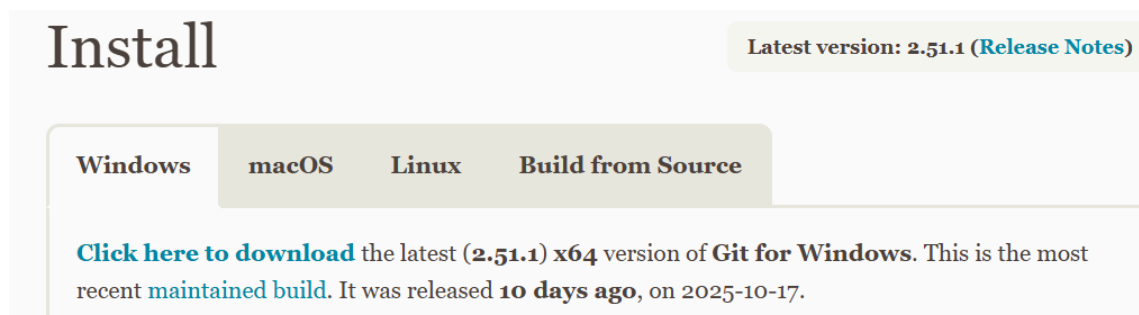 Install
Latest version: 2.51.1 (Release Notes)
Windows macOS Linux Build from Source
Click here to download the latest (2.51.1) x64 version of Git for Windows. This is the most
recent maintained build. It was released 10 days ago, on 2025-10-17.